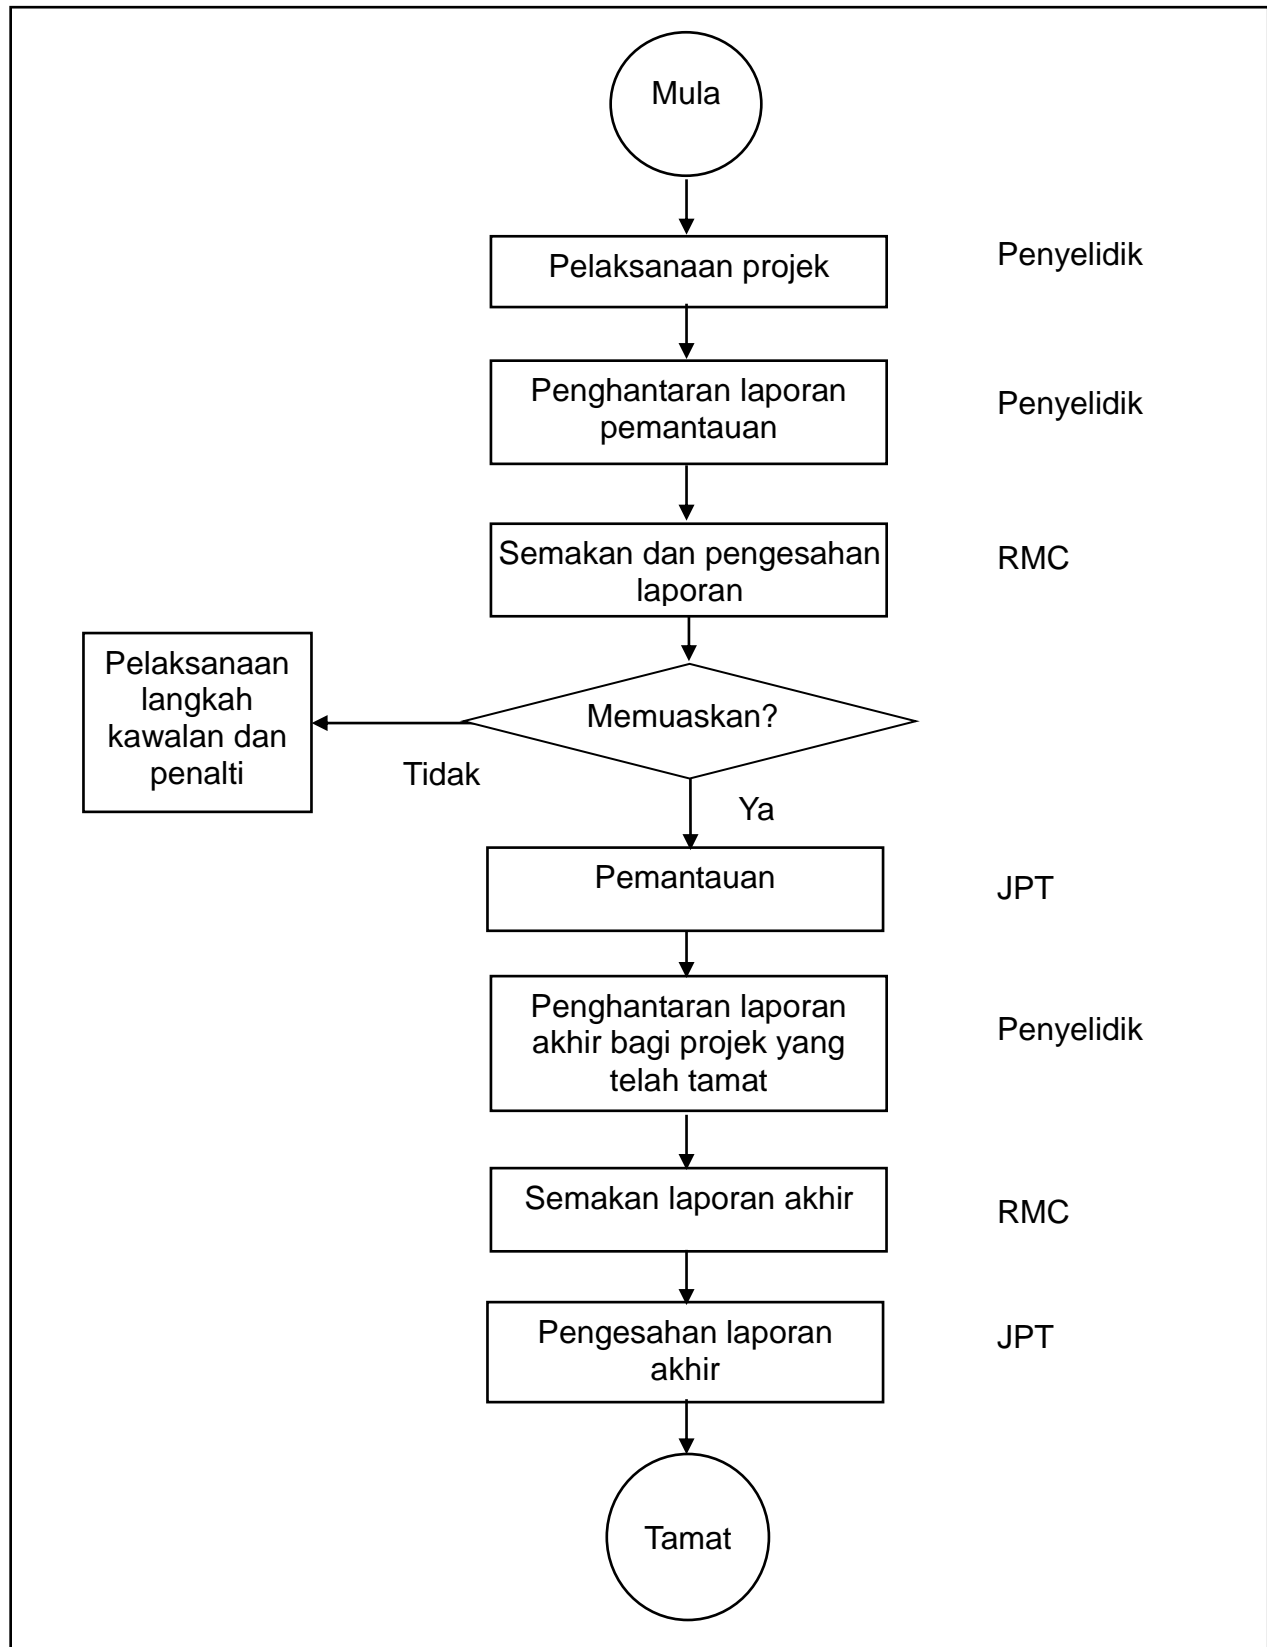 Mula
Pelaksanaan projek
Penyelidik
Penghantaran laporan
pemantauan
Penyelidik
Semakan dan pengesahan
laporan
RMC
Pelaksanaan
langkah
kawalan dan
penalti
Memuaskan?
Tidak
Ya
Pemantauan
JPT
Penghantaran laporan
akhir bagi projek yang
telah tamat
Penyelidik
Semakan laporan akhir
RMC
Pengesahan laporan
akhir
JPT
Tamat